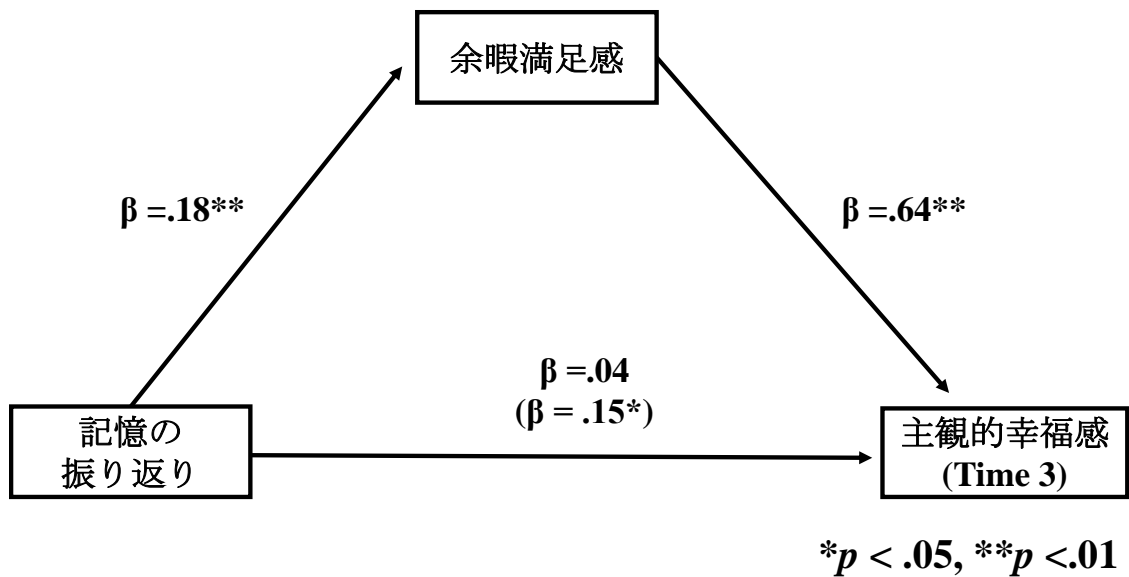 余暇満足感
β =.18**
β =.64**
β =.04
(β = .15*)
記憶の
振り返り
主観的幸福感
(Time 3)
*p < .05, **p <.01